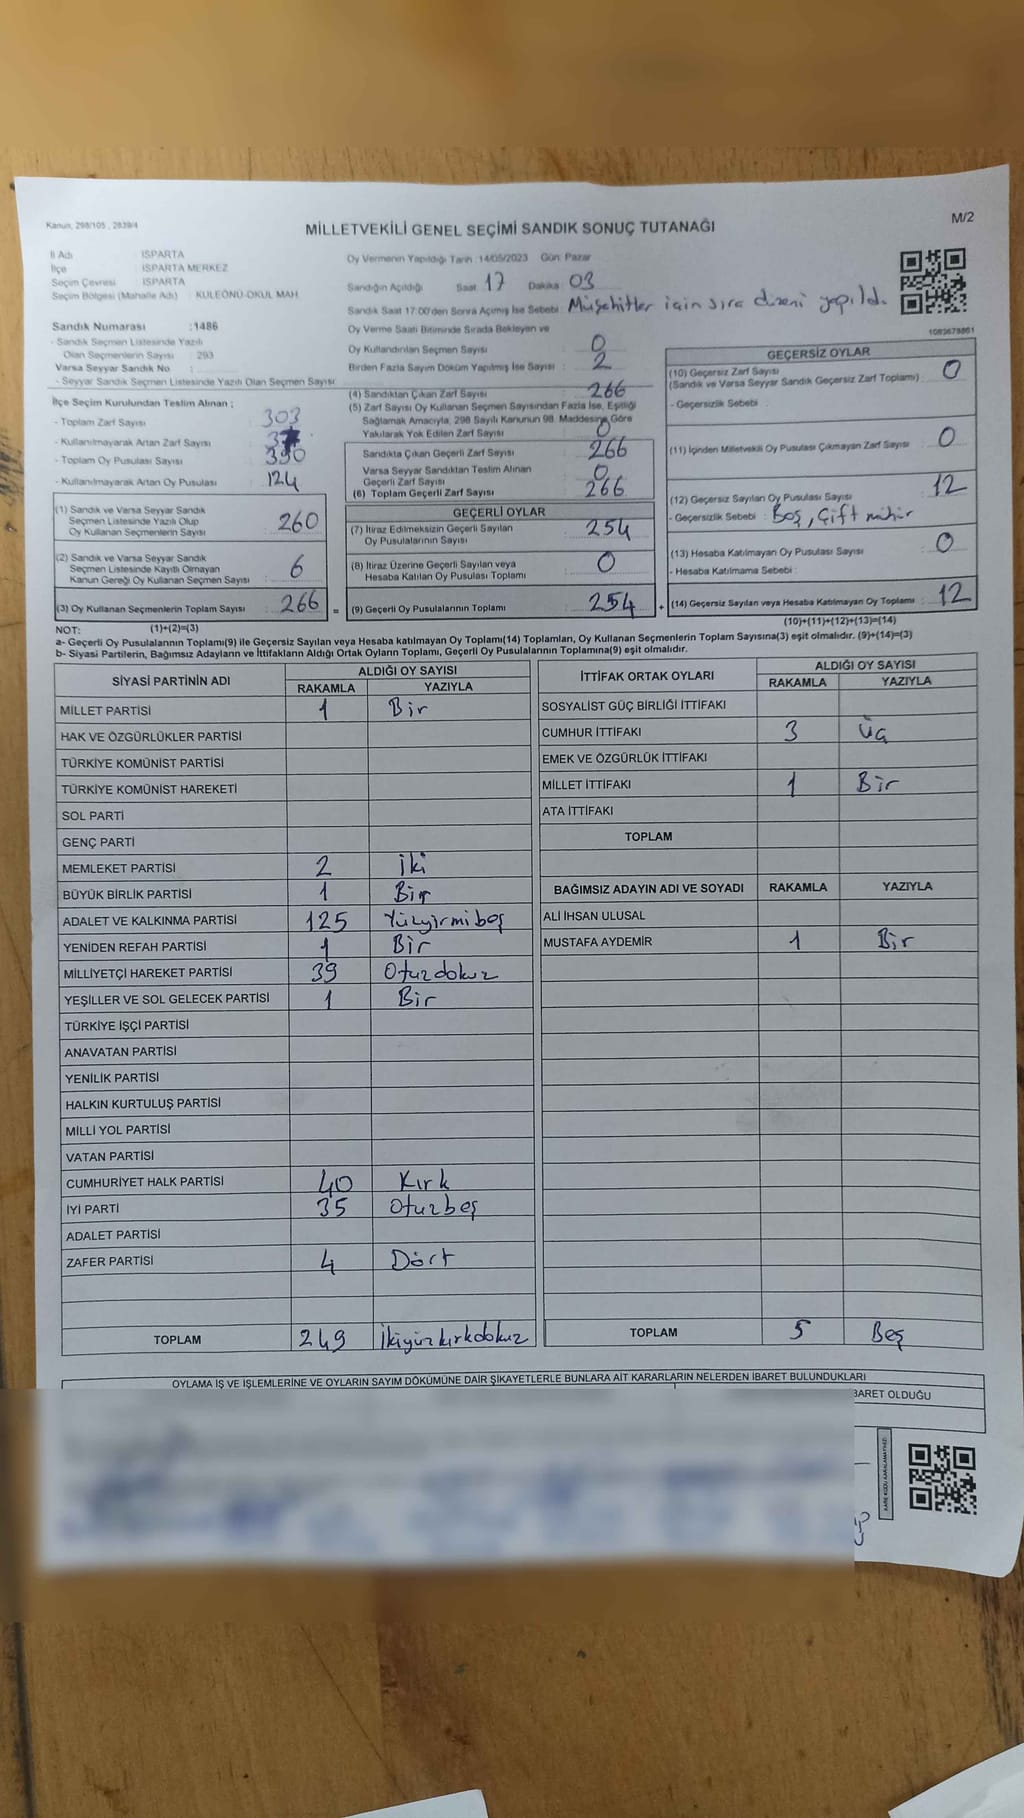 Kanun, 298/105 , 2839/4
MİLLETVEKİLİ GENEL SEÇİMİ SANDIK SONUÇ TUTANAĞI
M/2
İl Adı ISPARTA
İlçe ISPARTA MERKEZ
Seçim Çevresi ISPARTA
Seçim Bölgesi (Mahalle Adı) : KULEÖNÜ-OKUL MAH.
Sandık Numarası :1486
- Sandık Seçmen Listesinde Yazılı
Olan Seçmenlerin Sayısı : 293
Varsa Seyyar Sandık No :
- Seyyar Sandık Seçmen Listesinde Yazılı Olan Seçmen Sayısı
İlçe Seçim Kurulundan Teslim Alınan ;
- Toplam Zarf Sayısı : 303
- Kullanılmayarak Artan Zarf Sayısı :
- Toplam Oy Pusulası Sayısı : 390
- Kullanılmayarak Artan Oy Pusulası : 124
Oy Vermenin Yapıldığı Tarih : 14/05/2023 Gün: Pazar
Sandığın Açıldığı Saat 17 Dakika 03
Sandık Saat 17:00'den Sonra Açılmış İse Sebebi : Müşahitler için sıra düzeni yapıldı.
Oy Verme Saati Bitiminde Sırada Bekleyen ve
Oy Kullandırılan Seçmen Sayısı : 0
Birden Fazla Sayım Döküm Yapılmış İse Sayısı : 2
(4) Sandıktan Çıkan Zarf Sayısı : 266
(5) Zarf Sayısı Oy Kullanan Seçmen Sayısından Fazla İse, Eşitliği
Sağlamak Amacıyla, 298 Sayılı Kanunun 98. Maddesine Göre
Yakılarak Yok Edilen Zarf Sayısı : 0
Sandıkta Çıkan Geçerli Zarf Sayısı : 266
Varsa Seyyar Sandıktan Teslim Alınan
Geçerli Zarf Sayısı : 0
(6) Toplam Geçerli Zarf Sayısı : 266
1083678861
GEÇERSİZ OYLAR
(10) Geçersiz Zarf Sayısı : 0
(Sandık ve Varsa Seyyar Sandık Geçersiz Zarf Toplamı)
- Geçersizlik Sebebi :
(11) İçinden Milletvekili Oy Pusulası Çıkmayan Zarf Sayısı : 0
(12) Geçersiz Sayılan Oy Pusulası Sayısı : 12
- Geçersizlik Sebebi : Boş, Çift mühür
(13) Hesaba Katılmayan Oy Pusulası Sayısı : 0
- Hesaba Katılmama Sebebi :
(14) Geçersiz Sayılan veya Hesaba Katılmayan Oy Toplamı : 12
(10)+(11)+(12)+(13)=(14)
(1) Sandık ve Varsa Seyyar Sandık
Seçmen Listesinde Yazılı Olup
Oy Kullanan Seçmenlerin Sayısı : 260
(2) Sandık ve Varsa Seyyar Sandık
Seçmen Listesinde Kayıtlı Olmayan
Kanun Gereği Oy Kullanan Seçmen Sayısı : 6
(3) Oy Kullanan Seçmenlerin Toplam Sayısı : 266 =
(1)+(2)=(3)
GEÇERLİ OYLAR
(7) İtiraz Edilmeksizin Geçerli Sayılan
Oy Pusulalarının Sayısı : 254
(8) İtiraz Üzerine Geçerli Sayılan veya
Hesaba Katılan Oy Pusulası Toplamı : 0
(9) Geçerli Oy Pusulalarının Toplamı : 254 +
NOT:
a- Geçerli Oy Pusulalarının Toplamı(9) ile Geçersiz Sayılan veya Hesaba katılmayan Oy Toplamı(14) Toplamları, Oy Kullanan Seçmenlerin Toplam Sayısına(3) eşit olmalıdır. (9)+(14)=(3)
b- Siyasi Partilerin, Bağımsız Adayların ve İttifakların Aldığı Ortak Oyların Toplamı, Geçerli Oy Pusulalarının Toplamına(9) eşit olmalıdır.
SİYASİ PARTİNİN ADI ALDIĞI OY SAYISI
RAKAMLA YAZIYLA
MİLLET PARTİSİ 1 Bir
HAK VE ÖZGÜRLÜKLER PARTİSİ
TÜRKİYE KOMÜNİST PARTİSİ
TÜRKİYE KOMÜNİST HAREKETİ
SOL PARTİ
GENÇ PARTİ
MEMLEKET PARTİSİ 2 İki
BÜYÜK BİRLİK PARTİSİ 1 Bir
ADALET VE KALKINMA PARTİSİ 125 Yüzyirmibeş
YENİDEN REFAH PARTİSİ 1 Bir
MİLLİYETÇİ HAREKET PARTİSİ 39 Otuzdokuz
YEŞİLLER VE SOL GELECEK PARTİSİ 1 Bir
TÜRKİYE İŞÇİ PARTİSİ
ANAVATAN PARTİSİ
YENİLİK PARTİSİ
HALKIN KURTULUŞ PARTİSİ
MİLLİ YOL PARTİSİ
VATAN PARTİSİ
CUMHURİYET HALK PARTİSİ 40 Kırk
İYİ PARTİ 35 Otuzbeş
ADALET PARTİSİ
ZAFER PARTİSİ 4 Dört
TOPLAM 249 İkiyüzkırkdokuz
İTTİFAK ORTAK OYLARI ALDIĞI OY SAYISI
RAKAMLA YAZIYLA
SOSYALİST GÜÇ BİRLİĞİ İTTİFAKI
CUMHUR İTTİFAKI 3 Üç
EMEK VE ÖZGÜRLÜK İTTİFAKI
MİLLET İTTİFAKI 1 Bir
ATA İTTİFAKI
TOPLAM
BAĞIMSIZ ADAYIN ADI VE SOYADI RAKAMLA YAZIYLA
ALİ İHSAN ULUSAL
MUSTAFA AYDEMİR 1 Bir
TOPLAM 5 Beş
OYLAMA İŞ VE İŞLEMLERİNE VE OYLARIN SAYIM DÖKÜMÜNE DAİR ŞİKAYETLERLE BUNLARA AİT KARARLARIN NELERDEN İBARET BULUNDUKLARI
BARET OLDUĞU